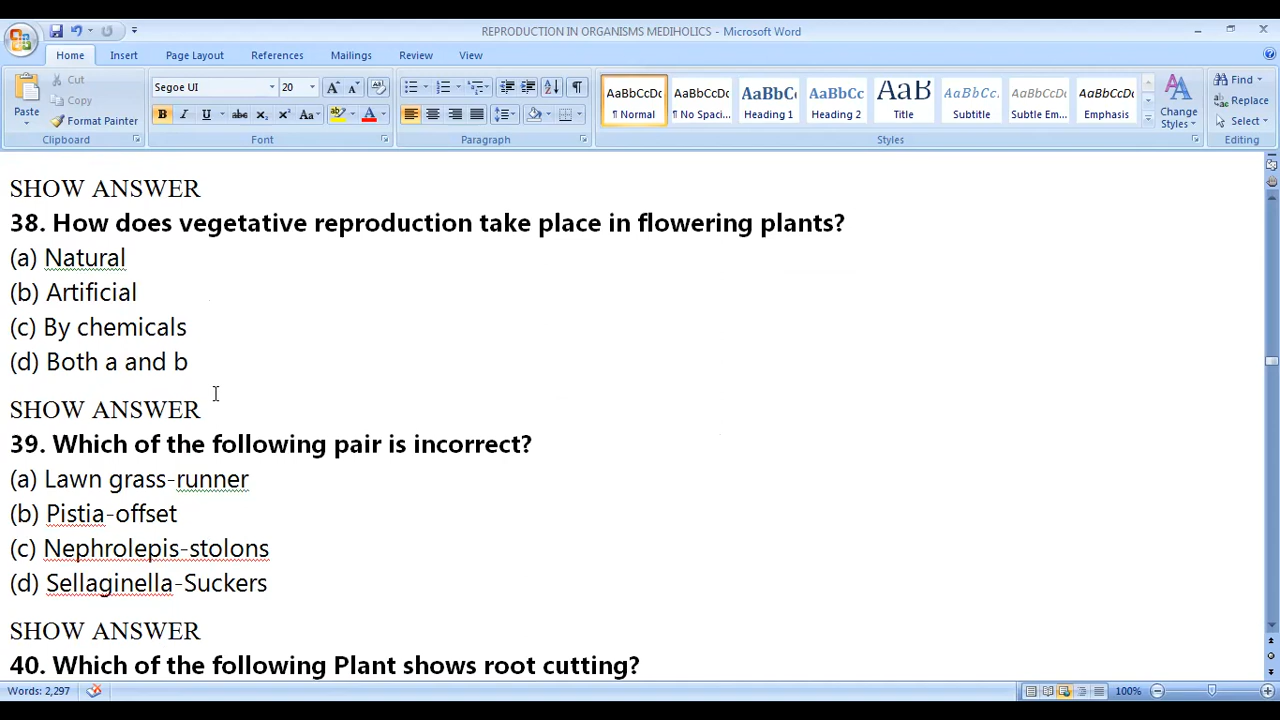 REPRODUCTION IN ORGANISMS MEDIHOLICS - Microsoft Word
Home Insert Page Layout References Mailings Review View
Paste
Cut
Copy
Format Painter
Clipboard
Segoe UI 20
B I U abc x₂ x² Aa
Font
Paragraph
AaBbCcDc AaBbCcDc AaBbC AaBbCc AaB AaBbCc. AaBbCcDc AaBbCcDc
¶ Normal ¶ No Spaci... Heading 1 Heading 2 Title Subtitle Subtle Em... Emphasis
Change Styles
Styles
Find
Replace
Select
Editing
SHOW ANSWER
38. How does vegetative reproduction take place in flowering plants?
(a) Natural
(b) Artificial
(c) By chemicals
(d) Both a and b
SHOW ANSWER
39. Which of the following pair is incorrect?
(a) Lawn grass-runner
(b) Pistia-offset
(c) Nephrolepis-stolons
(d) Sellaginella-Suckers
SHOW ANSWER
40. Which of the following Plant shows root cutting?
Words: 2,297
100%